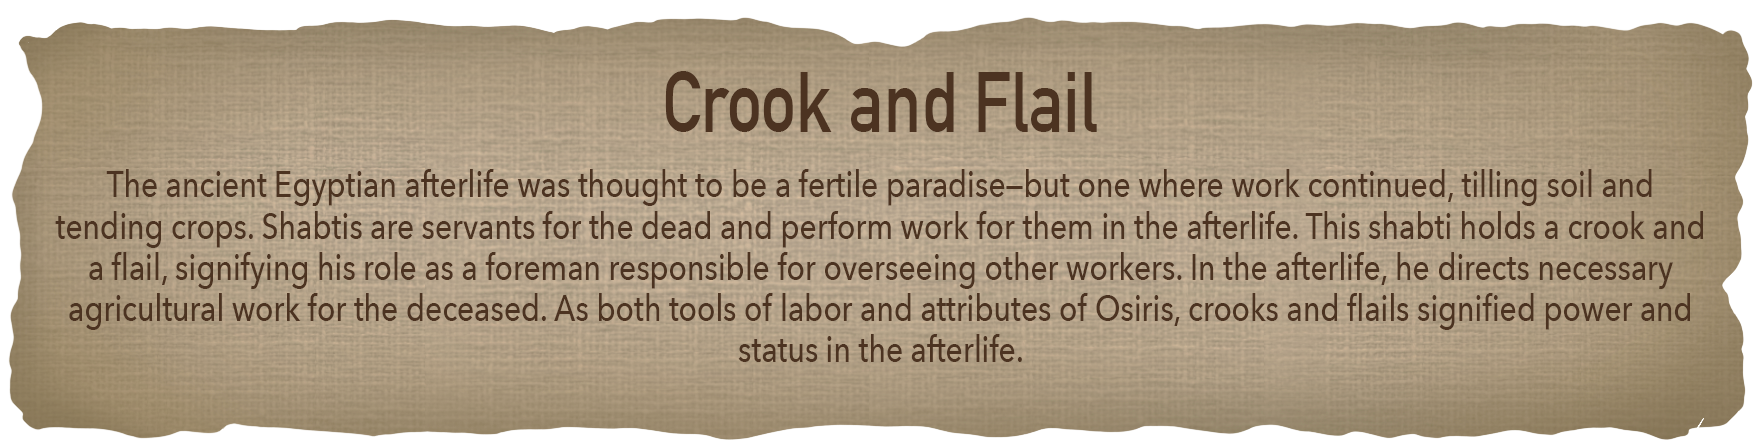 Crook and Flail
The ancient Egyptian afterlife was thought to be a fertile paradise–but one where work continued, tilling soil and
tending crops. Shabtis are servants for the dead and perform work for them in the afterlife. This shabti holds a crook and
a flail, signifying his role as a foreman responsible for overseeing other workers. In the afterlife, he directs necessary
agricultural work for the deceased. As both tools of labor and attributes of Osiris, crooks and flails signified power and
status in the afterlife.